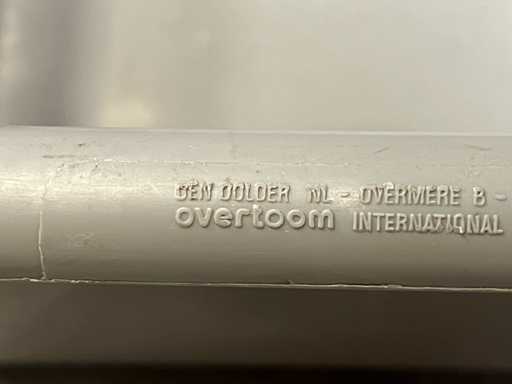 DEN DOLDER NL - OVERMERE B -
overtoom INTERNATIONAL